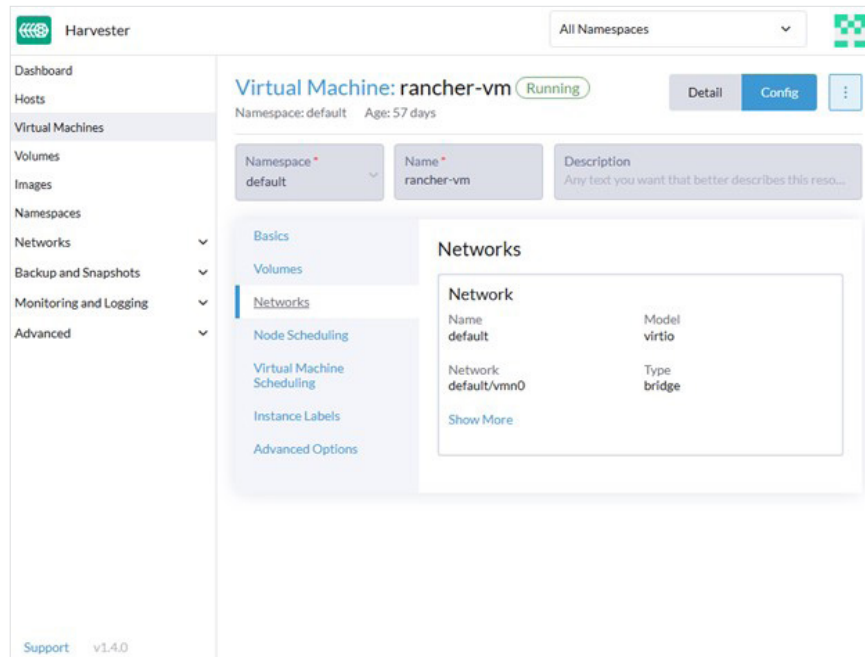 Harvester
All Namespaces
Dashboard
Hosts
Virtual Machines
Volumes
Images
Namespaces
Networks
Backup and Snapshots
Monitoring and Logging
Advanced
Support v1.4.0
Virtual Machine: rancher-vm Running
Namespace: default Age: 57 days
Detail Config
Namespace *
default
Name *
rancher-vm
Description
Any text you want that better describes this reso...
Basics
Volumes
Networks
Node Scheduling
Virtual Machine
Scheduling
Instance Labels
Advanced Options
Networks
Network
Name Model
default virtio
Network Type
default/vmn0 bridge
Show More